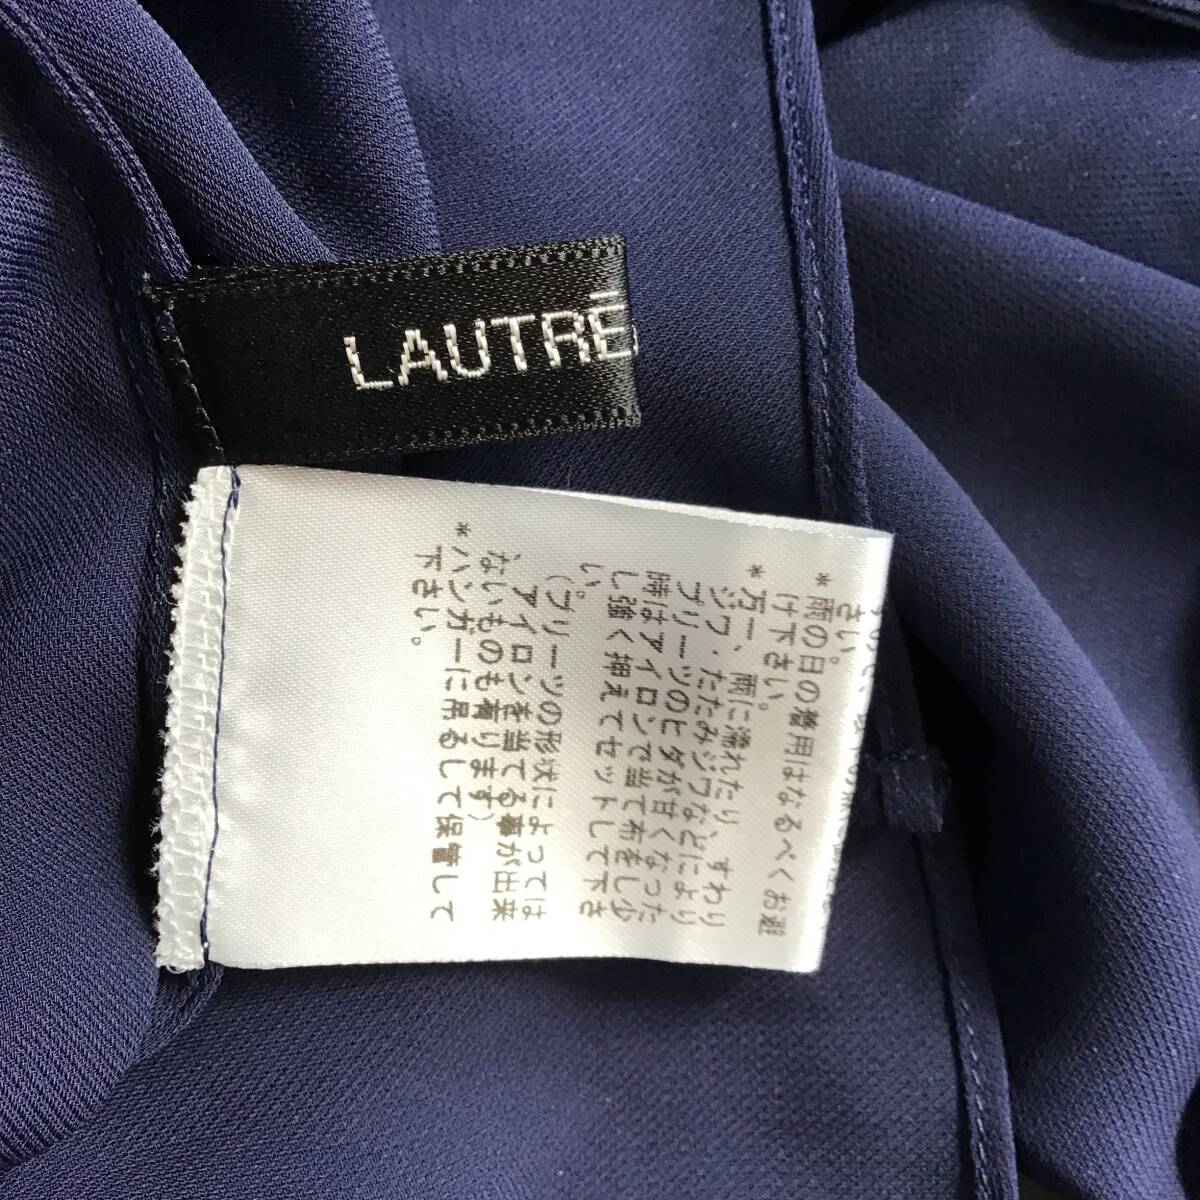 LAUTRĒ
さい。
*雨の日の着用はなるべくお避
け下さい。
*万一、雨に濡れたり、すわり
ジワ、たたみジワなどにより
プリーツのヒダが甘くなった
時はアイロンで当て布をし少
し強く押えてセットして下さ
い。
(プリーツの形状によっては
アイロンを当てる事が出来
ないものも有ります)
*ハンガーに吊るして保管して
下さい。